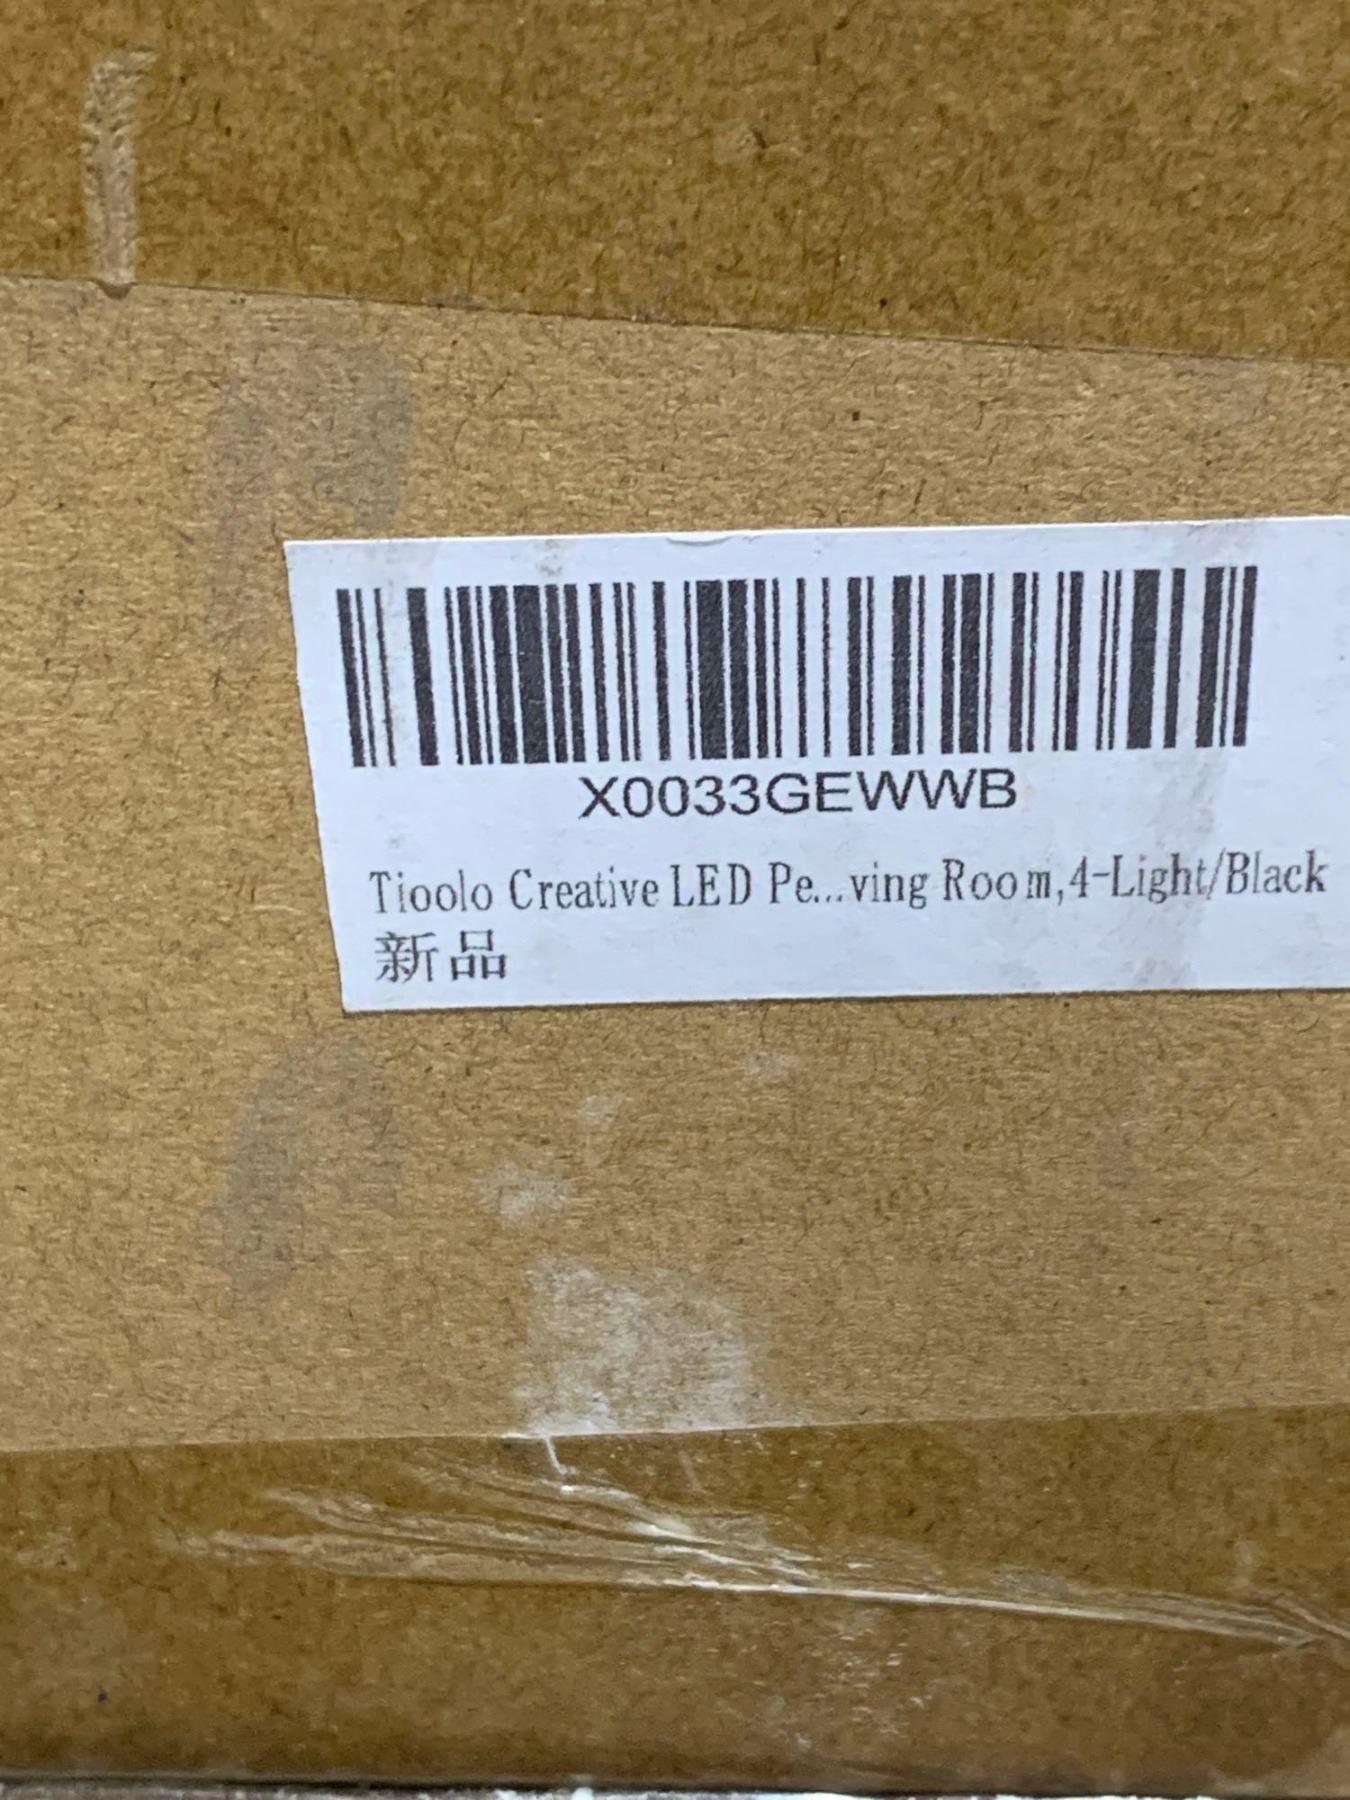 X0033GEWWB
Tioolo Creative LED Pe...ving Room,4-Light/Black
新品